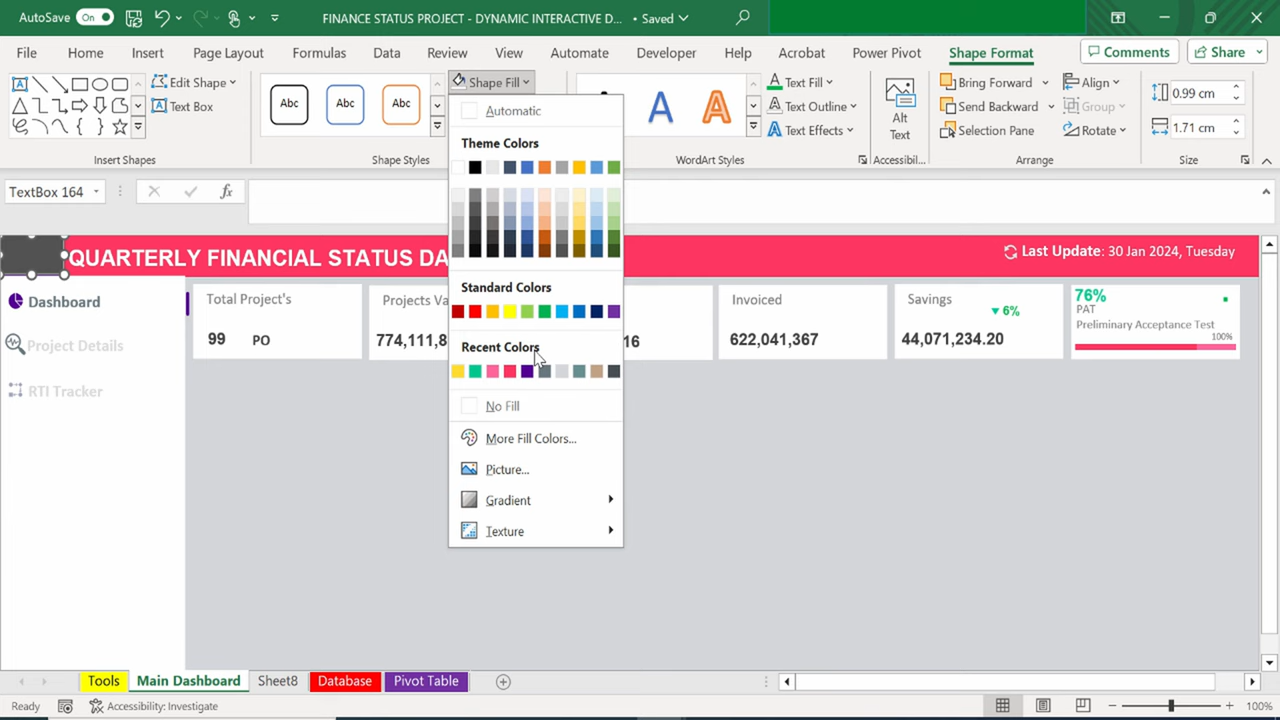 AutoSave On FINANCE STATUS PROJECT - DYNAMIC INTERACTIVE D... • Saved
File Home Insert Page Layout Formulas Data Review View Automate Developer Help Acrobat Power Pivot Shape Format Comments Share
Edit Shape
Text Box
Insert Shapes
Abc Abc Abc
Shape Styles
Shape Fill
A A
WordArt Styles
Text Fill
Text Outline
Text Effects
Alt
Text
Accessibil...
Bring Forward
Send Backward
Selection Pane
Align
Group
Rotate
Arrange
0.99 cm
1.71 cm
Size
Automatic
Theme Colors
Standard Colors
Recent Colors
No Fill
More Fill Colors...
Picture...
Gradient
Texture
TextBox 164 fx
QUARTERLY FINANCIAL STATUS DA
Last Update: 30 Jan 2024, Tuesday
Dashboard
Project Details
RTI Tracker
Total Project's
99 PO
Projects Va
774,111,8
16
Invoiced
622,041,367
Savings
▼ 6%
44,071,234.20
76%
PAT
Preliminary Acceptance Test
100%
Tools Main Dashboard Sheet8 Database Pivot Table
Ready Accessibility: Investigate 100%